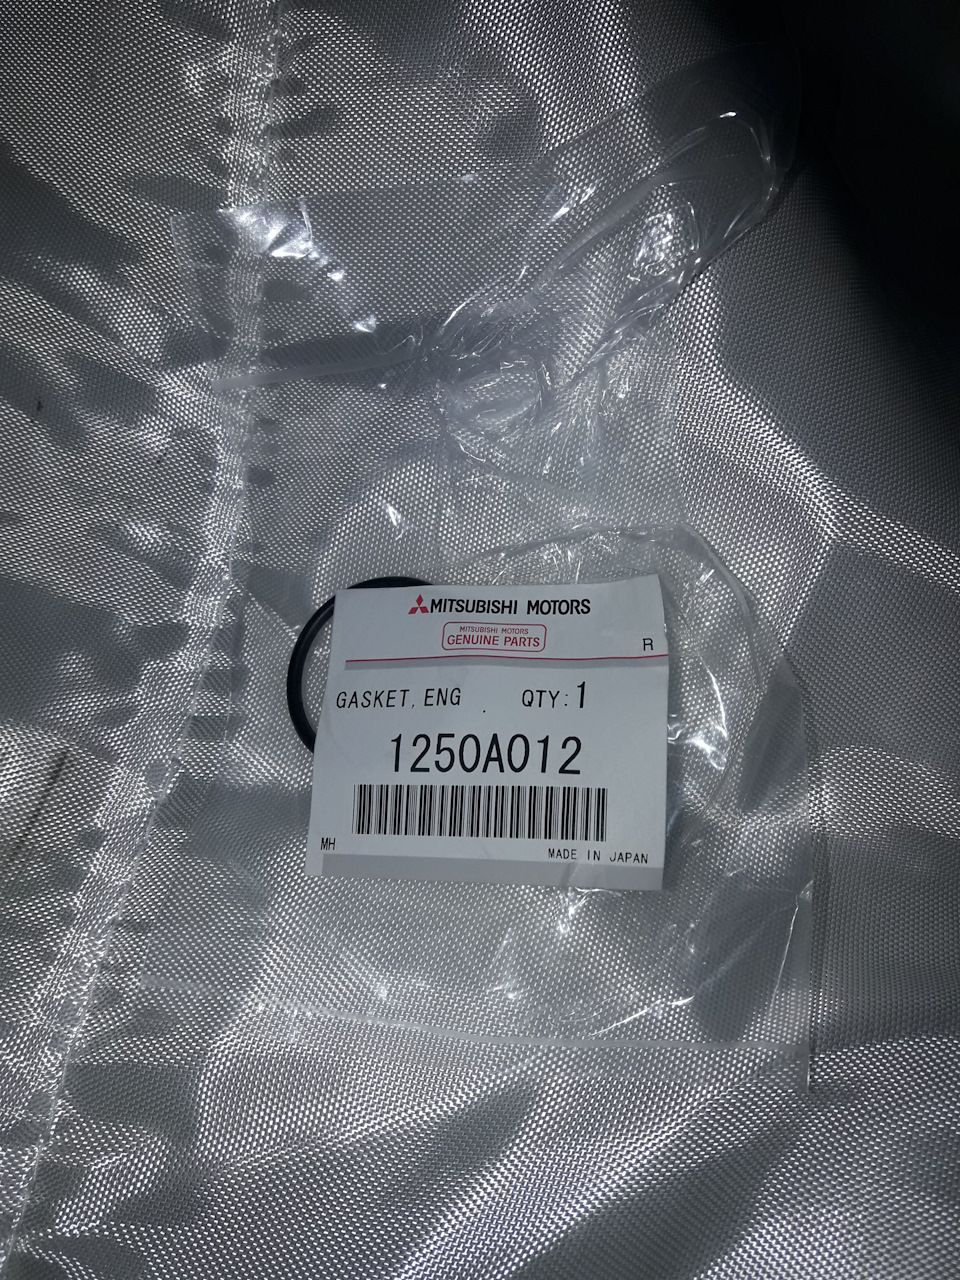 MITSUBISHI MOTORS
MITSUBISHI MOTORS
GENUINE PARTS
R
GASKET, ENG QTY:1
1250A012
MH
MADE IN JAPAN